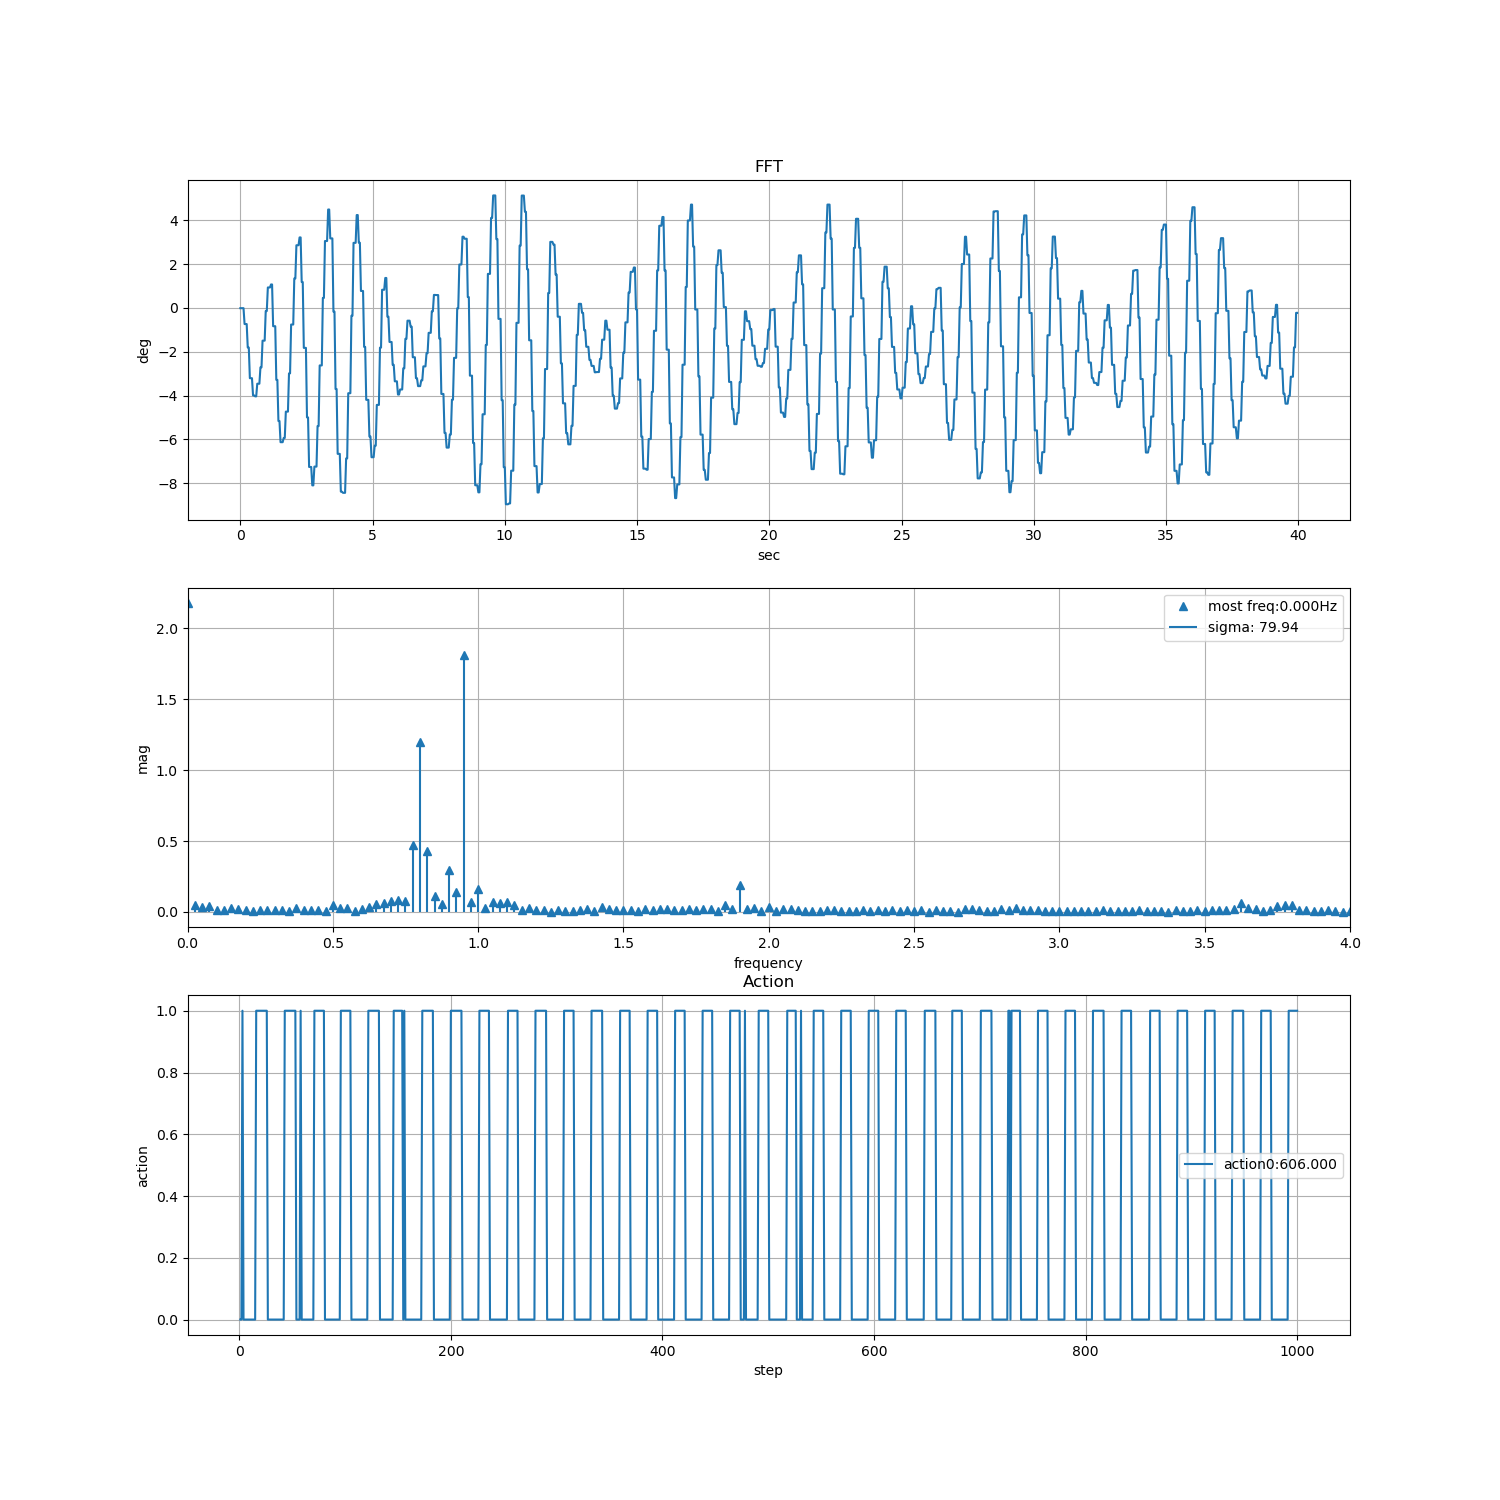 FFT
4
2
0
−2
−4
−6
−8
deg
0 5 10 15 20 25 30 35 40
sec
most freq:0.000Hz
sigma: 79.94
2.0
1.5
1.0
0.5
0.0
mag
0.0 0.5 1.0 1.5 2.0 2.5 3.0 3.5 4.0
frequency
Action
1.0
0.8
0.6
0.4
0.2
0.0
action
action0:606.000
0 200 400 600 800 1000
step